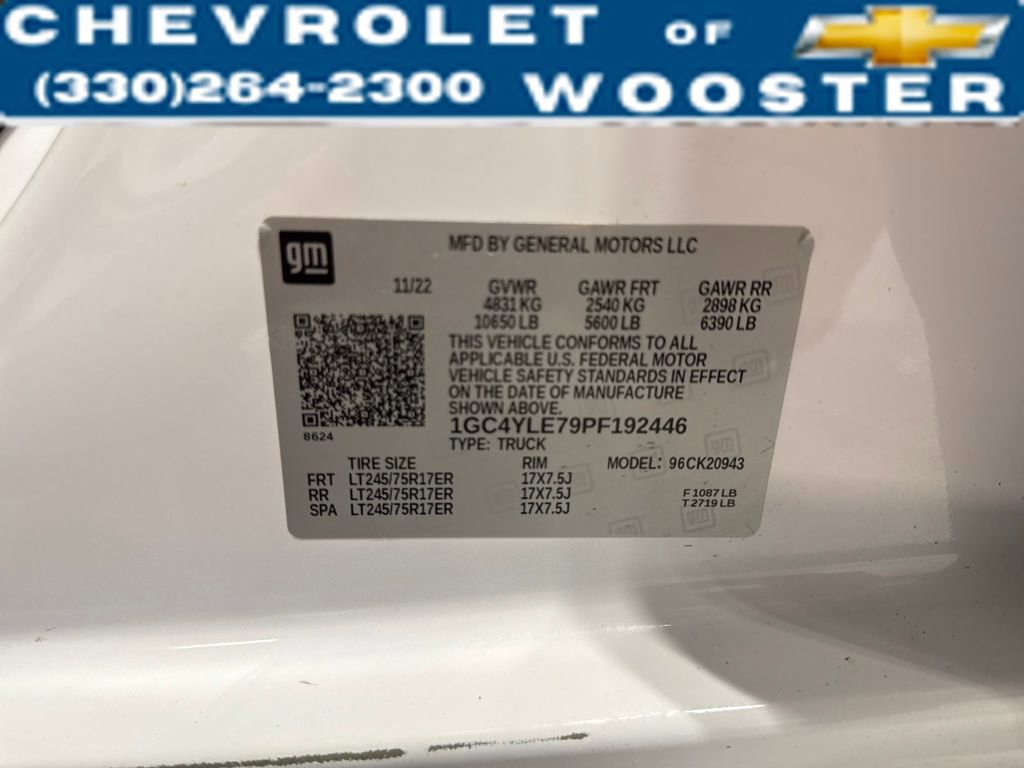 CHEVROLET OF
(330)264-2300 WOOSTER
gm
MFD BY GENERAL MOTORS LLC
11/22 GVWR GAWR FRT GAWR RR
4831 KG 2540 KG 2898 KG
10650 LB 5600 LB 6390 LB
THIS VEHICLE CONFORMS TO ALL
APPLICABLE U.S. FEDERAL MOTOR
VEHICLE SAFETY STANDARDS IN EFFECT
ON THE DATE OF MANUFACTURE
SHOWN ABOVE.
8624
1GC4YLE79PF192446
TYPE: TRUCK
TIRE SIZE RIM MODEL: 96CK20943
FRT LT245/75R17ER 17X7.5J
RR LT245/75R17ER 17X7.5J F 1087 LB
SPA LT245/75R17ER 17X7.5J T 2719 LB